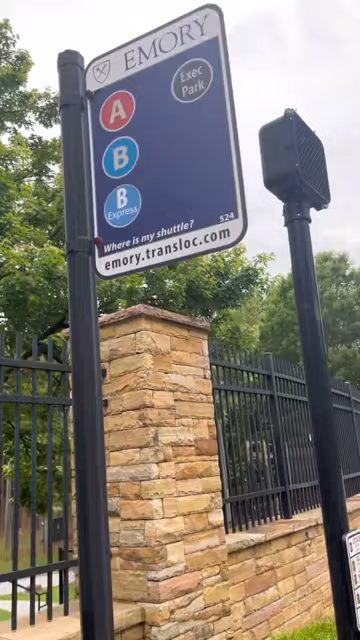 EMORY
Exec
Park
A
B
B
Express
Where is my shuttle?
524
emory.transloc.com